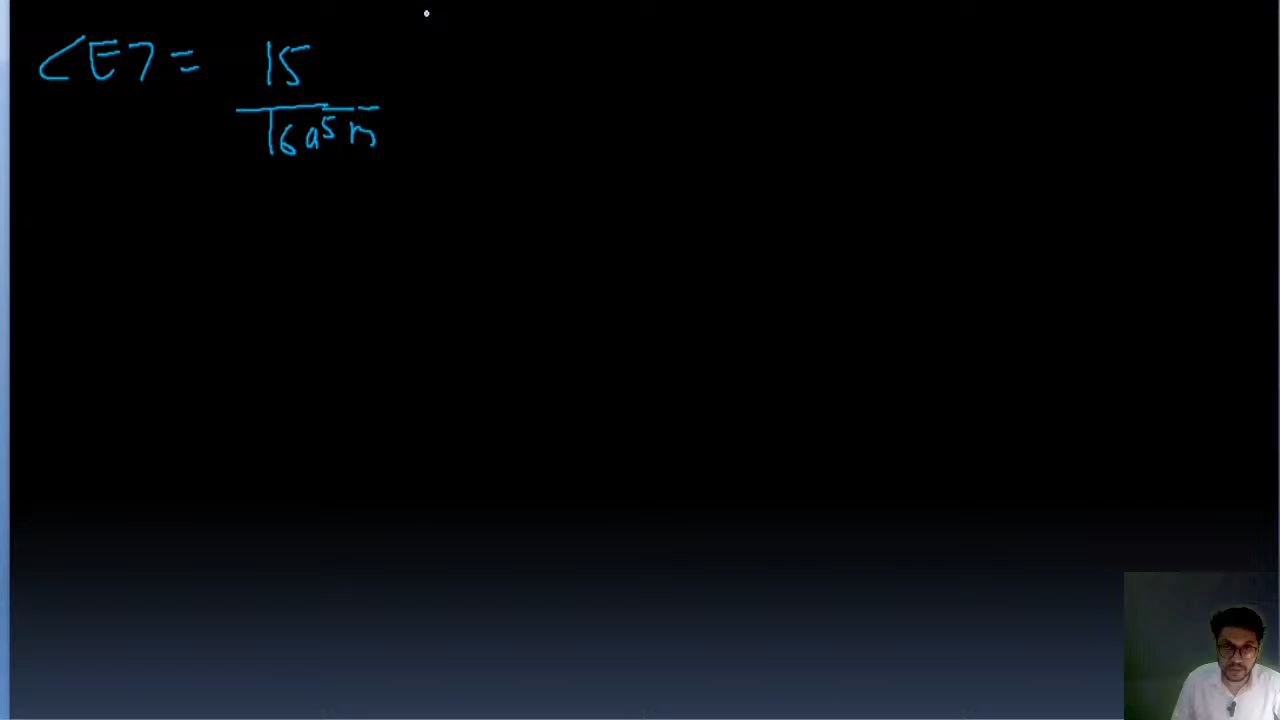 <E> = 15
16a⁵m